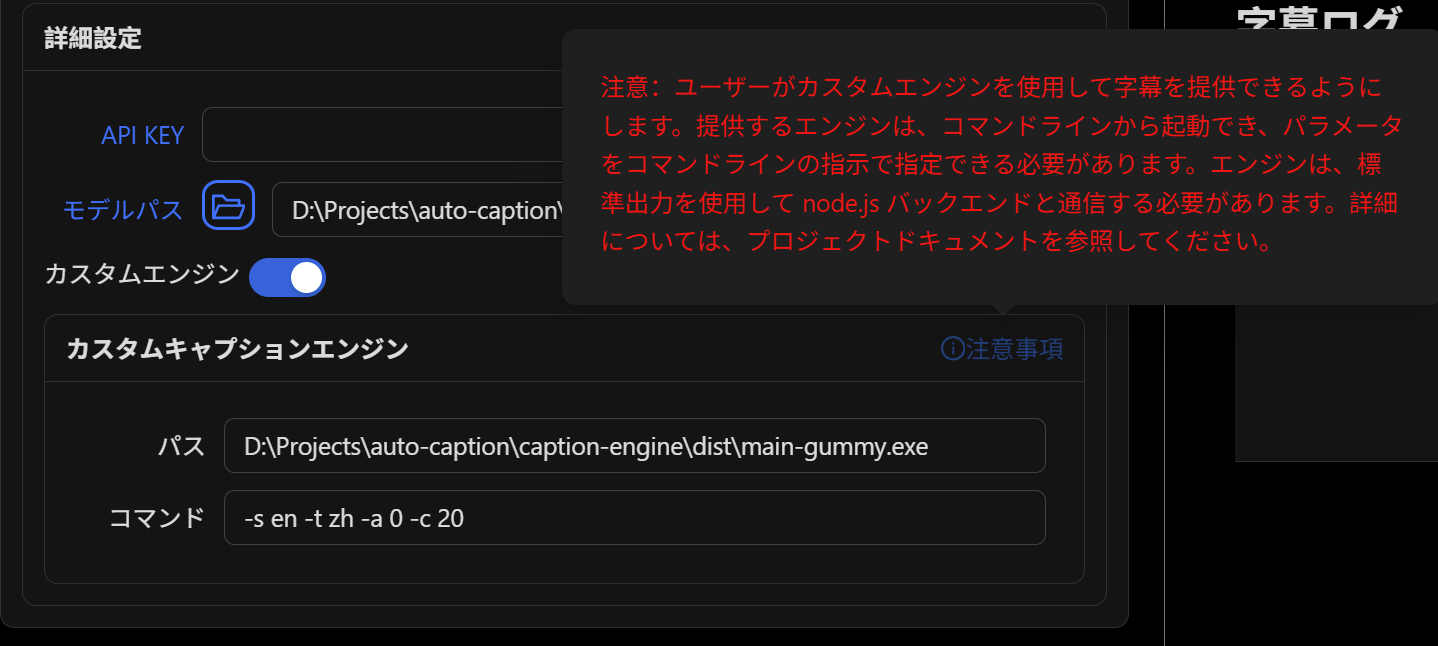 詳細設定
字幕ログ
注意：ユーザーがカスタムエンジンを使用して字幕を提供できるように
します。提供するエンジンは、コマンドラインから起動でき、パラメータ
をコマンドラインの指示で指定できる必要があります。エンジンは、標
準出力を使用して node.js バックエンドと通信する必要があります。詳細
については、プロジェクトドキュメントを参照してください。
API KEY
モデルパス
D:\Projects\auto-caption\
カスタムエンジン
カスタムキャプションエンジン
注意事項
パス
D:\Projects\auto-caption\caption-engine\dist\main-gummy.exe
コマンド
-s en -t zh -a 0 -c 20